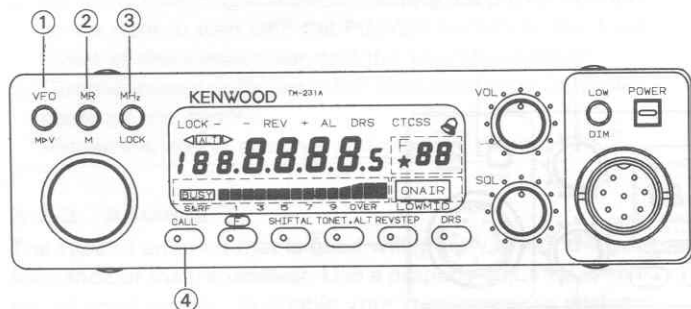 ① ② ③
VFO MR MHz VOL LOW POWER
KENWOOD TM-231A
M▷V M LOCK DIM
LOCK - - REV + AL DRS CTCSS
◁ALT▷ F
188.8.8.8.8.5 ★88
BUSY ON AIR
S&RF 1 3 5 7 9 OVER LOW MID SQL
CALL F SHIFT AL TONE T.ALT REV STEP DRS
④